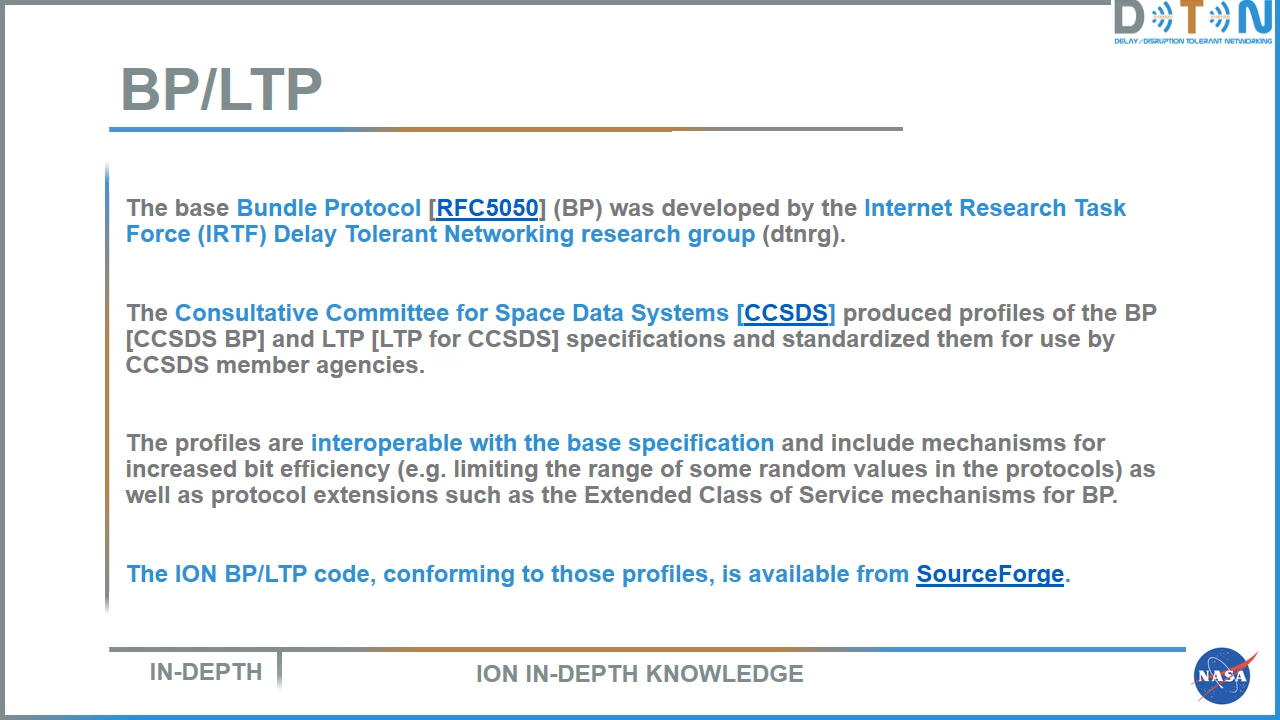 DTN
DELAY/DISRUPTION TOLERANT NETWORKING
BP/LTP
The base Bundle Protocol [RFC5050] (BP) was developed by the Internet Research Task
Force (IRTF) Delay Tolerant Networking research group (dtnrg).
The Consultative Committee for Space Data Systems [CCSDS] produced profiles of the BP
[CCSDS BP] and LTP [LTP for CCSDS] specifications and standardized them for use by
CCSDS member agencies.
The profiles are interoperable with the base specification and include mechanisms for
increased bit efficiency (e.g. limiting the range of some random values in the protocols) as
well as protocol extensions such as the Extended Class of Service mechanisms for BP.
The ION BP/LTP code, conforming to those profiles, is available from SourceForge.
IN-DEPTH
ION IN-DEPTH KNOWLEDGE
NASA